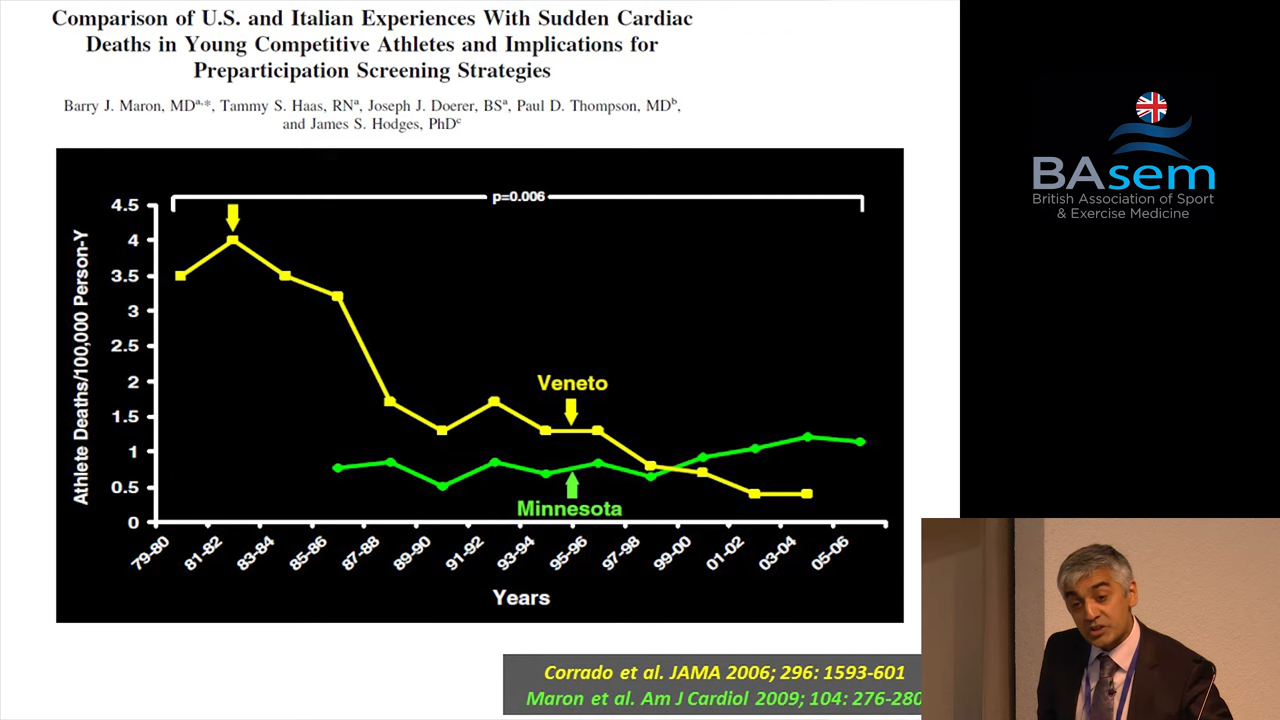 Comparison of U.S. and Italian Experiences With Sudden Cardiac
Deaths in Young Competitive Athletes and Implications for
Preparticipation Screening Strategies
Barry J. Maron, MDa,*, Tammy S. Haas, RNa, Joseph J. Doerer, BSa, Paul D. Thompson, MDb,
and James S. Hodges, PhDc
BAsem
British Association of Sport
& Exercise Medicine
p=0.006
Athlete Deaths/100,000 Person-Y
4.5
4
3.5
3
2.5
2
1.5
1
0.5
0
Veneto
Minnesota
79-80
81-82
83-84
85-86
87-88
89-90
91-92
93-94
95-96
97-98
99-00
01-02
03-04
05-06
Years
Corrado et al. JAMA 2006; 296: 1593-601
Maron et al. Am J Cardiol 2009; 104: 276-280